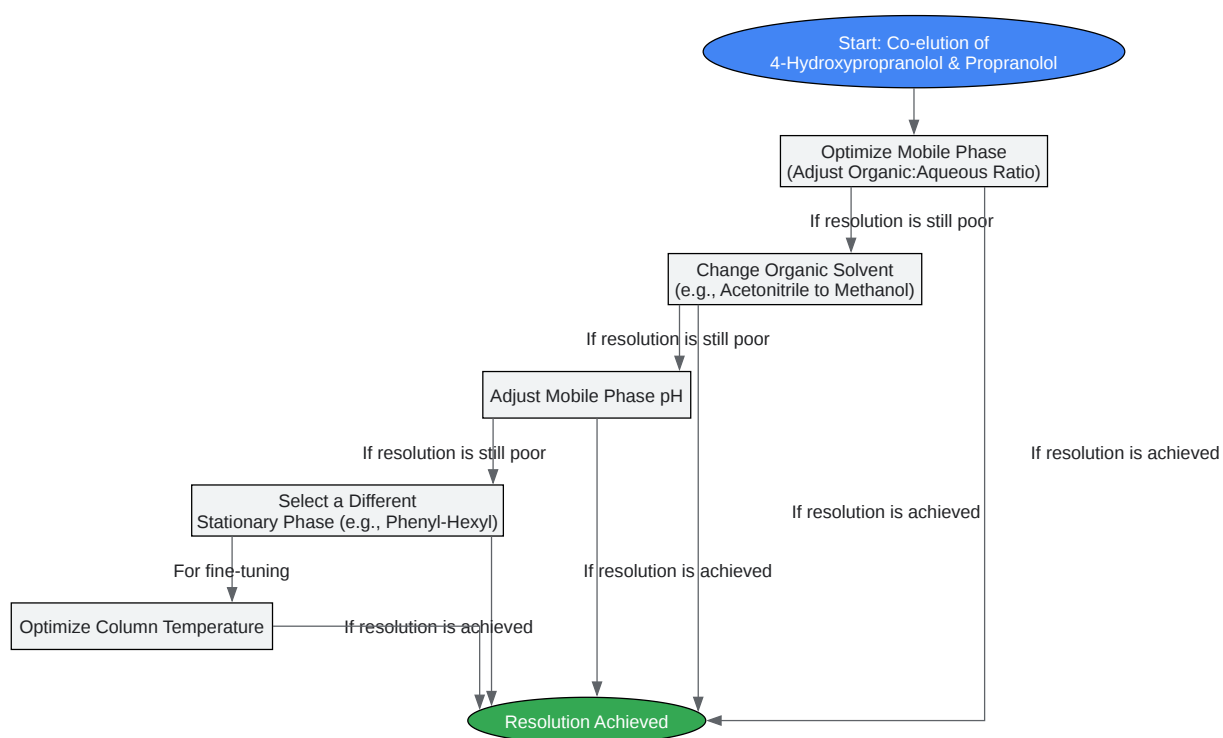 Start: Co-elution of
4-Hydroxypropranolol & Propranolol
Optimize Mobile Phase
(Adjust Organic:Aqueous Ratio)
If resolution is still poor
Change Organic Solvent
(e.g., Acetonitrile to Methanol)
If resolution is still poor
Adjust Mobile Phase pH
If resolution is still poor
If resolution is achieved
Select a Different
Stationary Phase (e.g., Phenyl-Hexyl)
If resolution is achieved
For fine-tuning
If resolution is achieved
Optimize Column Temperature
If resolution is achieved
Resolution Achieved